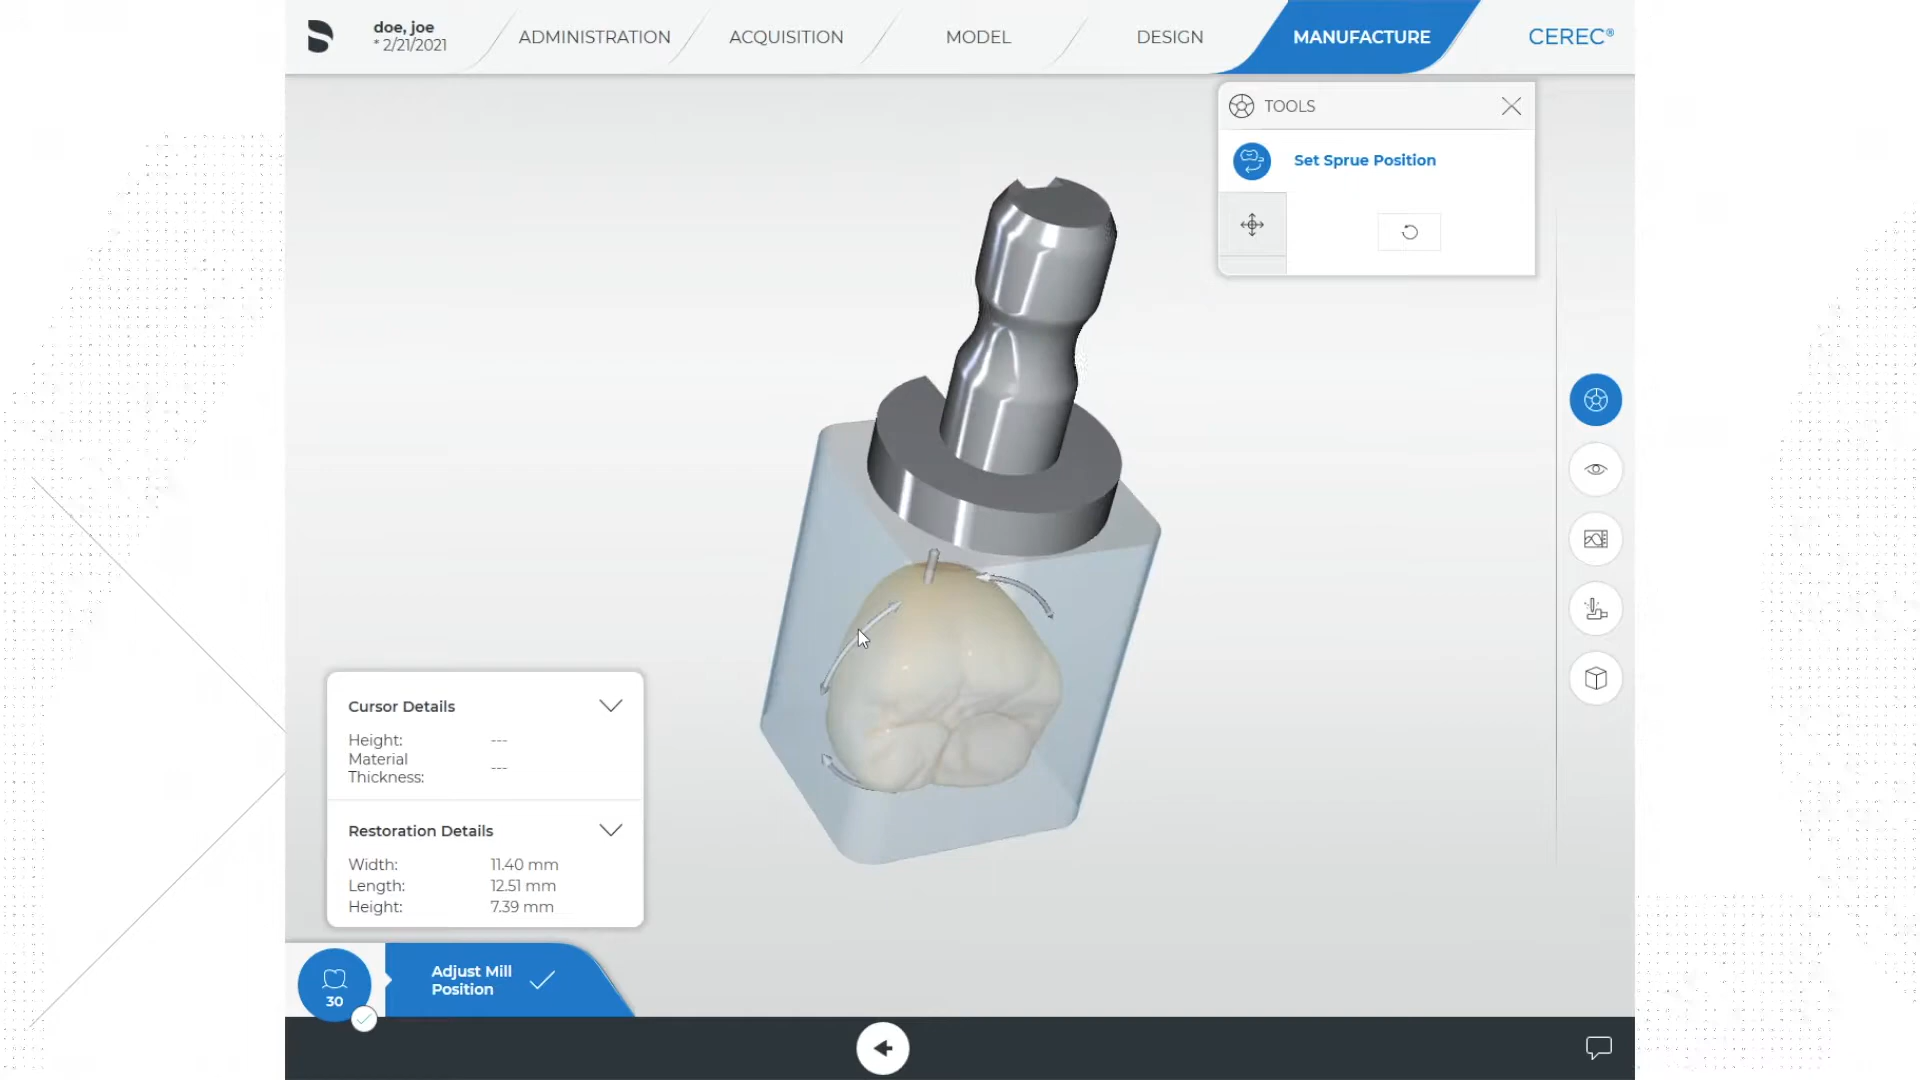 doe, joe
* 2/21/2021
ADMINISTRATION
ACQUISITION
MODEL
DESIGN
MANUFACTURE
CEREC®
TOOLS
Set Sprue Position
Cursor Details
Height: ---
Material
Thickness: ---
Restoration Details
Width: 11.40 mm
Length: 12.51 mm
Height: 7.39 mm
30
Adjust Mill
Position